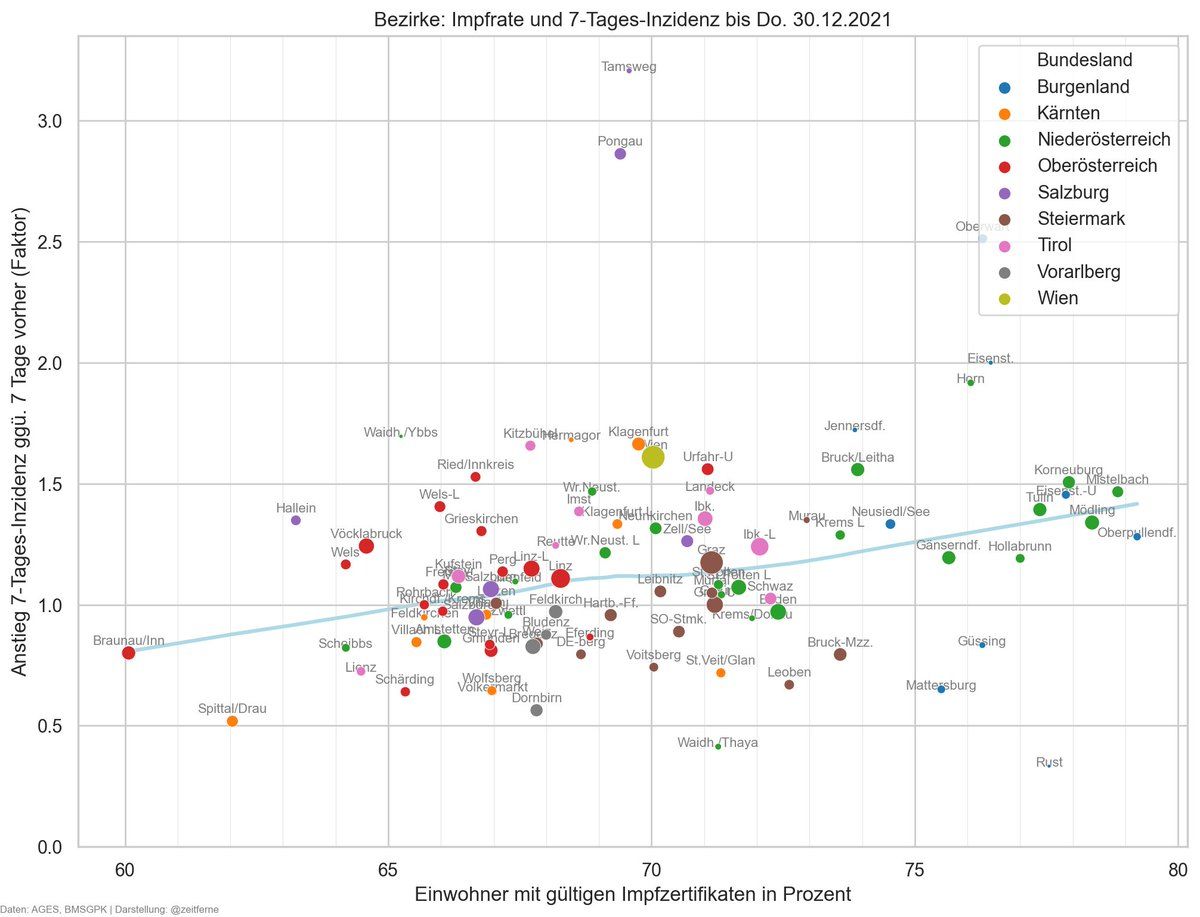 Bezirke: Impfrate und 7-Tages-Inzidenz bis Do. 30.12.2021
Anstieg 7-Tages-Inzidenz ggü. 7 Tage vorher (Faktor)
3.0
2.5
2.0
1.5
1.0
0.5
0.0
Bundesland
Burgenland
Kärnten
Niederösterreich
Oberösterreich
Salzburg
Steiermark
Tirol
Vorarlberg
Wien
Tamsweg
Pongau
Eisenst.
Horn
Waidh./Ybbs
Kitzbühel
Hermagor
Klagenfurt
Wien
Jennersdf.
Urfahr-U
Bruck/Leitha
Ried/Innkreis
Korneuburg
Mistelbach
Wels-L
Wr.Neust.
Landeck
Eisenst.-U
Tulln
Hallein
Imst
Grieskirchen
Klagenfurt L
Neunkirchen
Ibk.
Murau
Krems L
Neusiedl/See
Mödling
Oberpullendf.
Vöcklabruck
Zell/See
Ibk.-L
Reutte
Wr.Neust. L
Wels
Graz
Gänserndf.
Hollabrunn
Kufstein
Perg
Linz-L
Linz
Leibnitz
Schwaz
Rohrbach
Feldkirch
Hartb.-Ff.
Krems/Donau
Baden
Feldkirchen
Zwettl
Villach
Amstetten
Steyr-L
Bludenz
Bregenz
Eferding
SO-Stmk.
Braunau/Inn
Scheibbs
Gmunden
DE-berg
Bruck-Mzz.
Güssing
Lienz
Voitsberg
St.Veit/Glan
Leoben
Schärding
Wolfsberg
Völkermarkt
Mattersburg
Spittal/Drau
Dornbirn
Waidh./Thaya
Rust
60
65
70
75
80
Einwohner mit gültigen Impfzertifikaten in Prozent
Daten: AGES, BMSGPK | Darstellung: @zeitferne